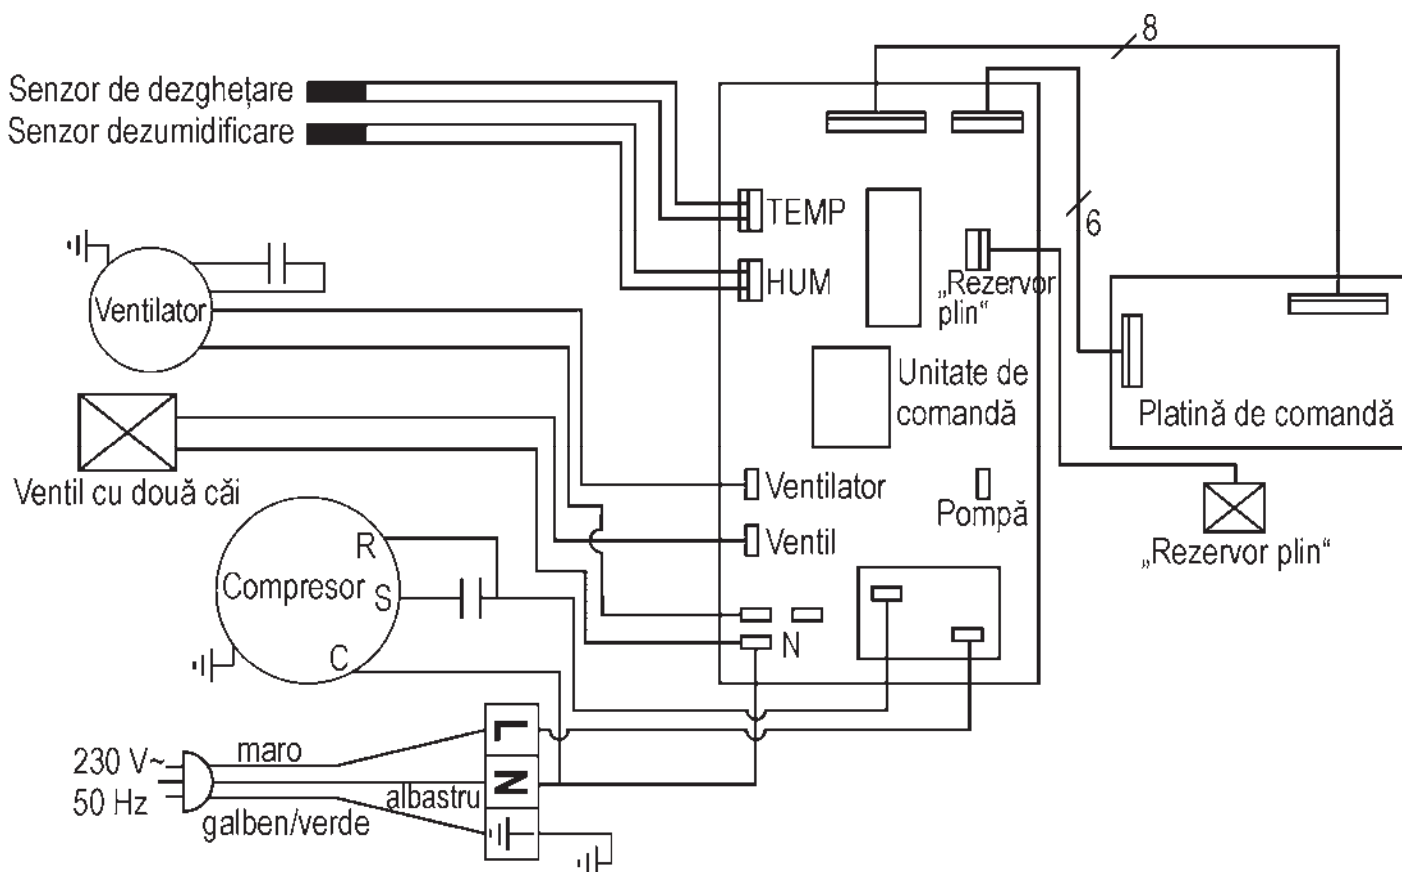 8
Senzor de dezghețare
Senzor dezumidificare
TEMP
6
HUM
„Rezervor
plin“
Ventilator
Unitate de
comandă
Platină de comandă
Ventil cu două căi
Ventilator
Pompă
Ventil
„Rezervor plin“
R
Compresor
S
N
C
L
maro
230 V~
N
50 Hz
albastru
galben/verde